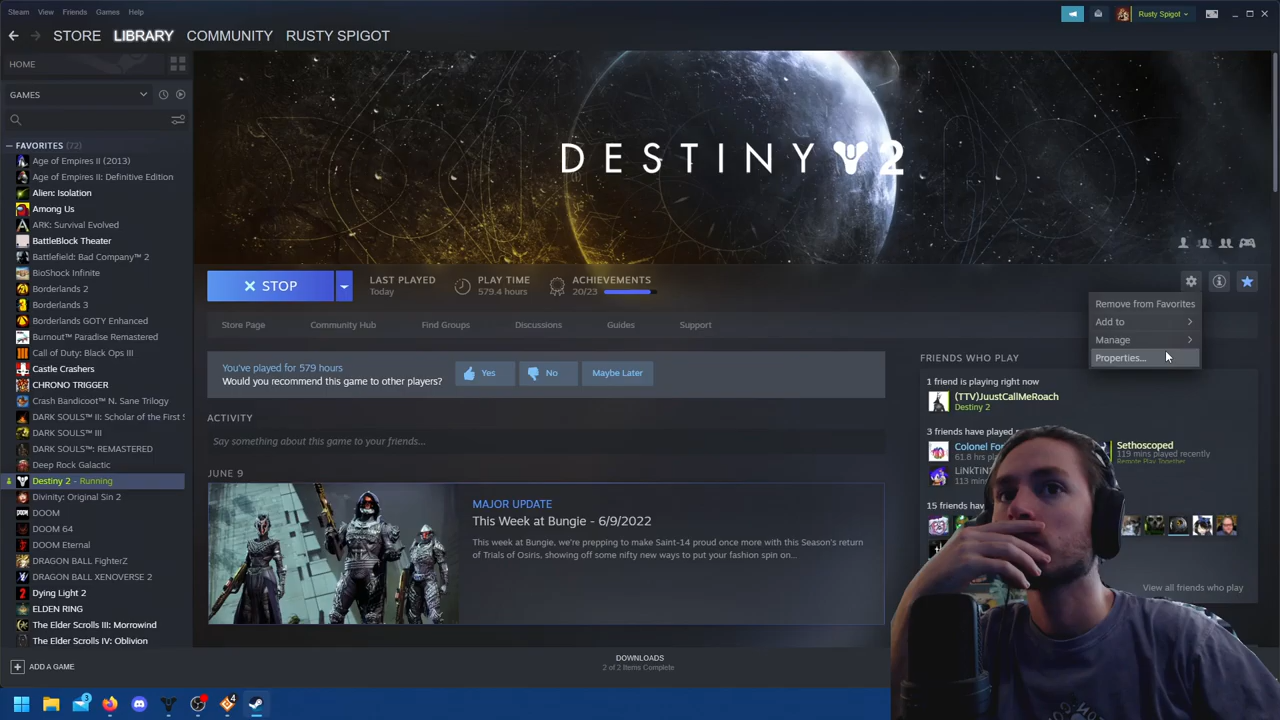 Steam View Friends Games Help
Rusty Spigot
STORE LIBRARY COMMUNITY RUSTY SPIGOT
HOME
GAMES
FAVORITES (72)
Age of Empires II (2013)
Age of Empires II: Definitive Edition
Alien: Isolation
Among Us
ARK: Survival Evolved
BattleBlock Theater
Battlefield: Bad Company™ 2
BioShock Infinite
Borderlands 2
Borderlands 3
Borderlands GOTY Enhanced
Burnout™ Paradise Remastered
Call of Duty: Black Ops III
Castle Crashers
CHRONO TRIGGER
Crash Bandicoot™ N. Sane Trilogy
DARK SOULS™ II: Scholar of the First S
DARK SOULS™ III
DARK SOULS™: REMASTERED
Deep Rock Galactic
Destiny 2 - Running
Divinity: Original Sin 2
DOOM
DOOM 64
DOOM Eternal
DRAGON BALL FighterZ
DRAGON BALL XENOVERSE 2
Dying Light 2
ELDEN RING
The Elder Scrolls III: Morrowind
The Elder Scrolls IV: Oblivion
ADD A GAME
DESTINY 2
STOP
LAST PLAYED
Today
PLAY TIME
579.4 hours
ACHIEVEMENTS
20/23
Remove from Favorites
Add to
Manage
Properties...
Store Page Community Hub Find Groups Discussions Guides Support
You've played for 579 hours
Would you recommend this game to other players?
Yes
No
Maybe Later
ACTIVITY
Say something about this game to your friends...
JUNE 9
MAJOR UPDATE
This Week at Bungie - 6/9/2022
This week at Bungie, we're prepping to make Saint-14 proud once more with this Season's return
of Trials of Osiris, showing off some nifty new ways to put your fashion spin on...
FRIENDS WHO PLAY
1 friend is playing right now
(TTV)JuustCallMeRoach
Destiny 2
3 friends have played
Colonel
61.8 hrs
Sethoscoped
119 mins played recently
Remote Play Together
113 min
15 friends
View all friends who play
DOWNLOADS
2 of 2 Items Complete
3
4